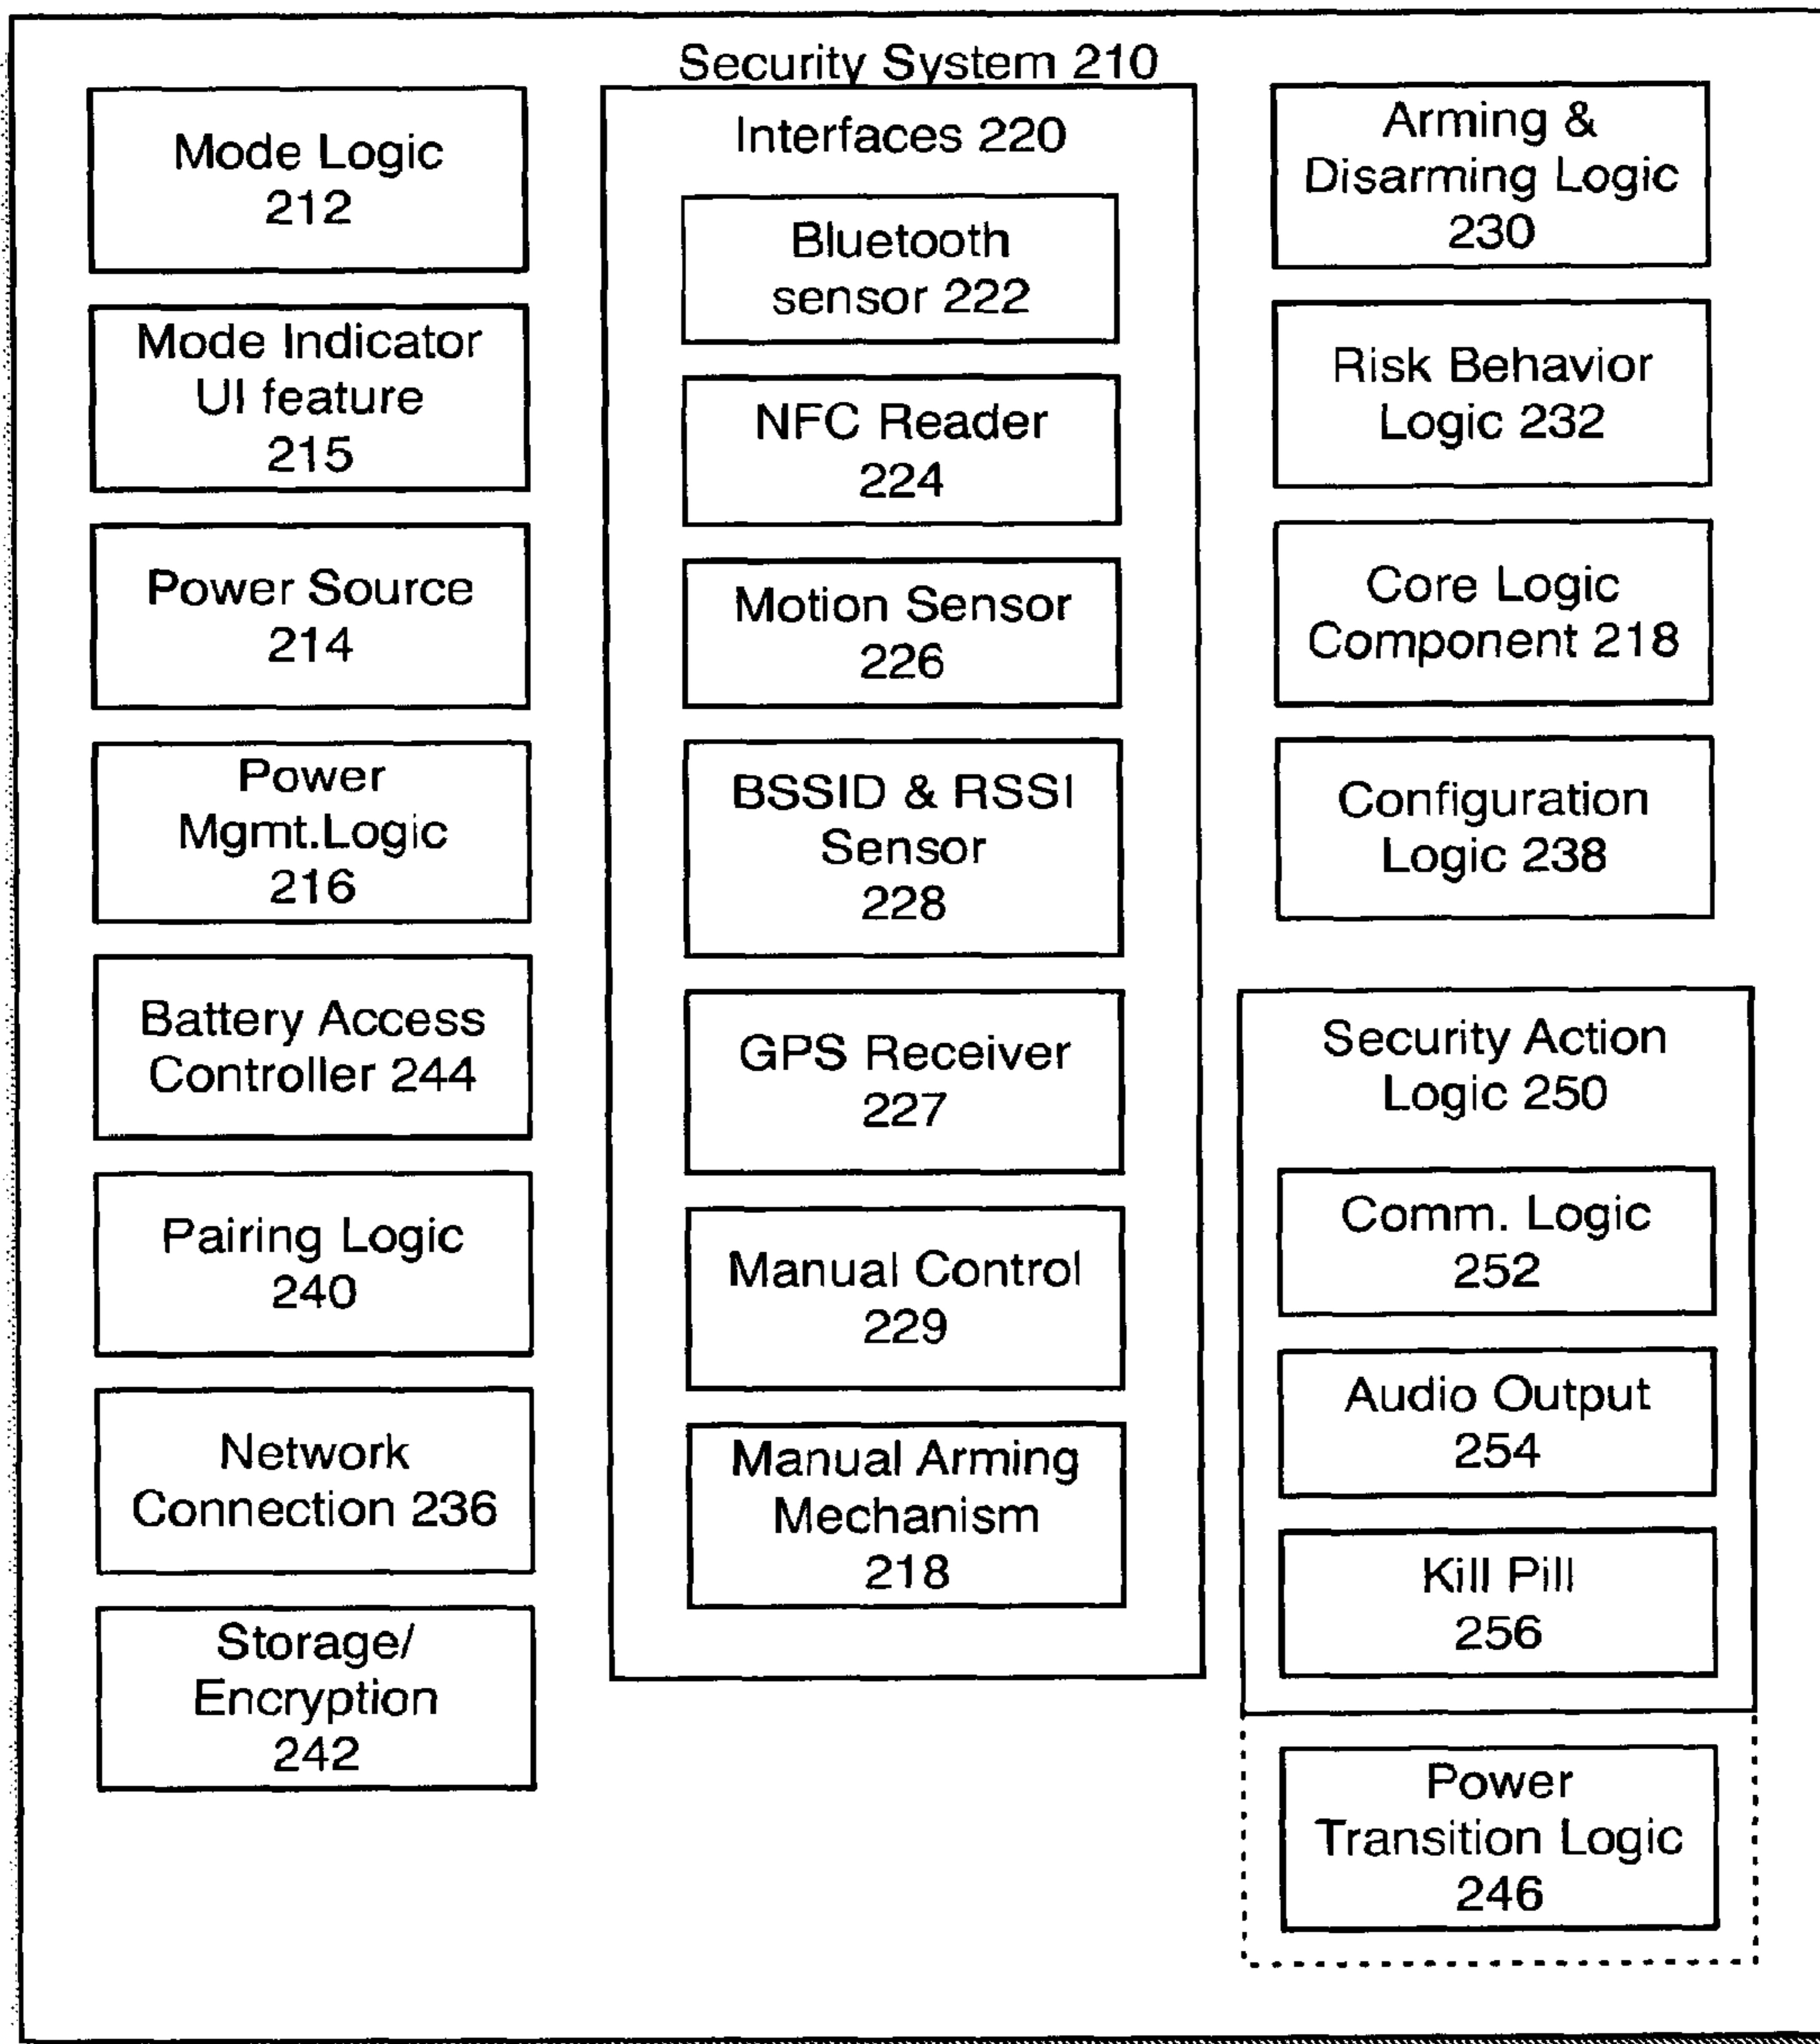 Security System 210
Mode Logic
212
Mode Indicator
UI feature
215
Power Source
214
Power
Mgmt.Logic
216
Battery Access
Controller 244
Pairing Logic
240
Network
Connection 236
Storage/
Encryption
242
Interfaces 220
Bluetooth
sensor 222
NFC Reader
224
Motion Sensor
226
BSSID & RSSI
Sensor
228
GPS Receiver
227
Manual Control
229
Manual Arming
Mechanism
218
Arming &
Disarming Logic
230
Risk Behavior
Logic 232
Core Logic
Component 218
Configuration
Logic 238
Security Action
Logic 250
Comm. Logic
252
Audio Output
254
Kill Pill
256
Power
Transition Logic
246